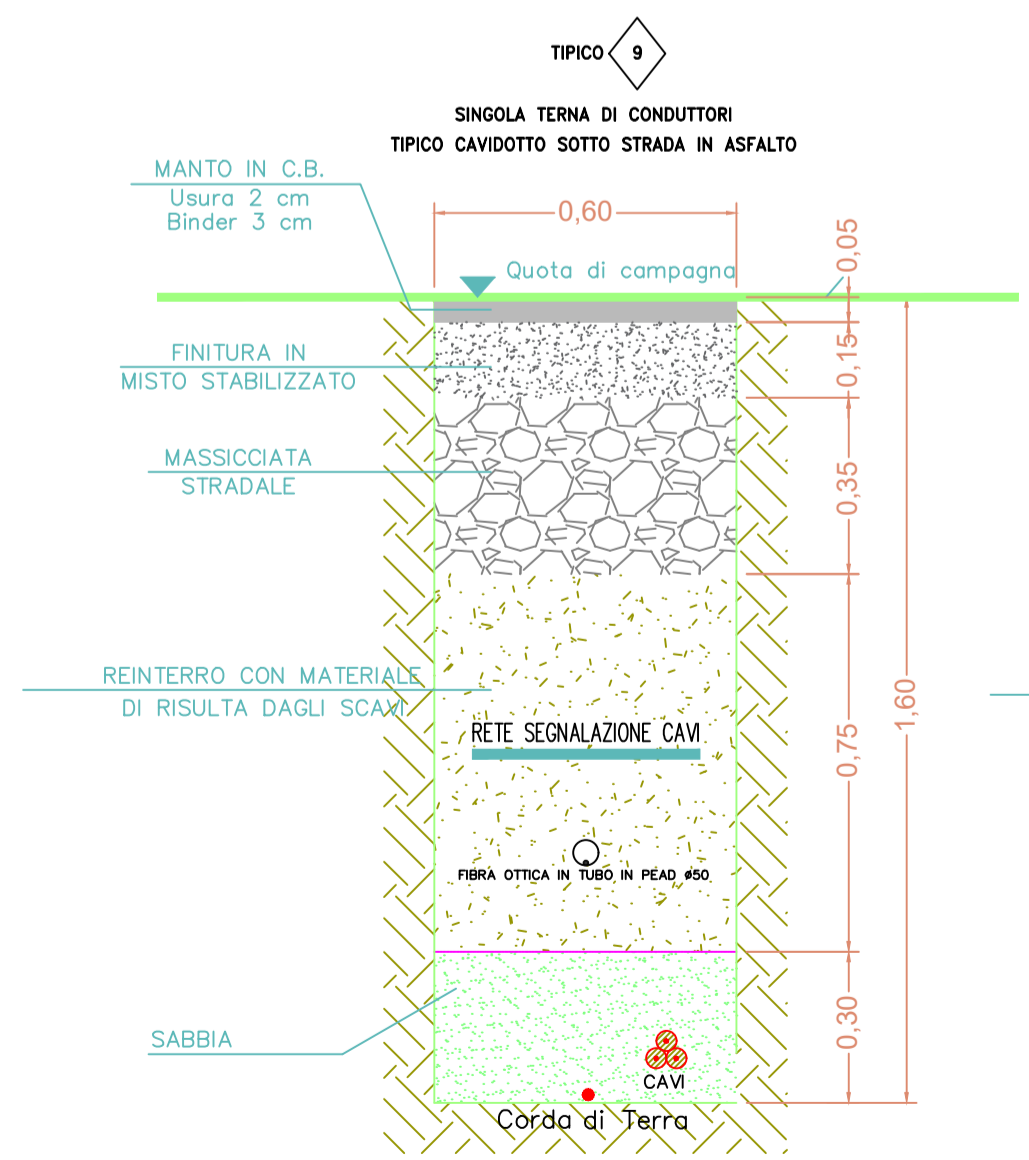 TIPICO 9
SINGOLA TERNA DI CONDUTTORI
TIPICO CAVIDOTTO SOTTO STRADA IN ASFALTO
MANTO IN C.B.
Usura 2 cm
Binder 3 cm
0,60
0,05
Quota di campagna
FINITURA IN
MISTO STABILIZZATO
0,15
MASSICCIATA
STRADALE
0,35
REINTERRO CON MATERIALE
DI RISULTA DAGLI SCAVI
RETE SEGNALAZIONE CAVI
0,75
1,60
FIBRA OTTICA IN TUBO IN PEAD ø50
SABBIA
0,30
CAVI
Corda di Terra